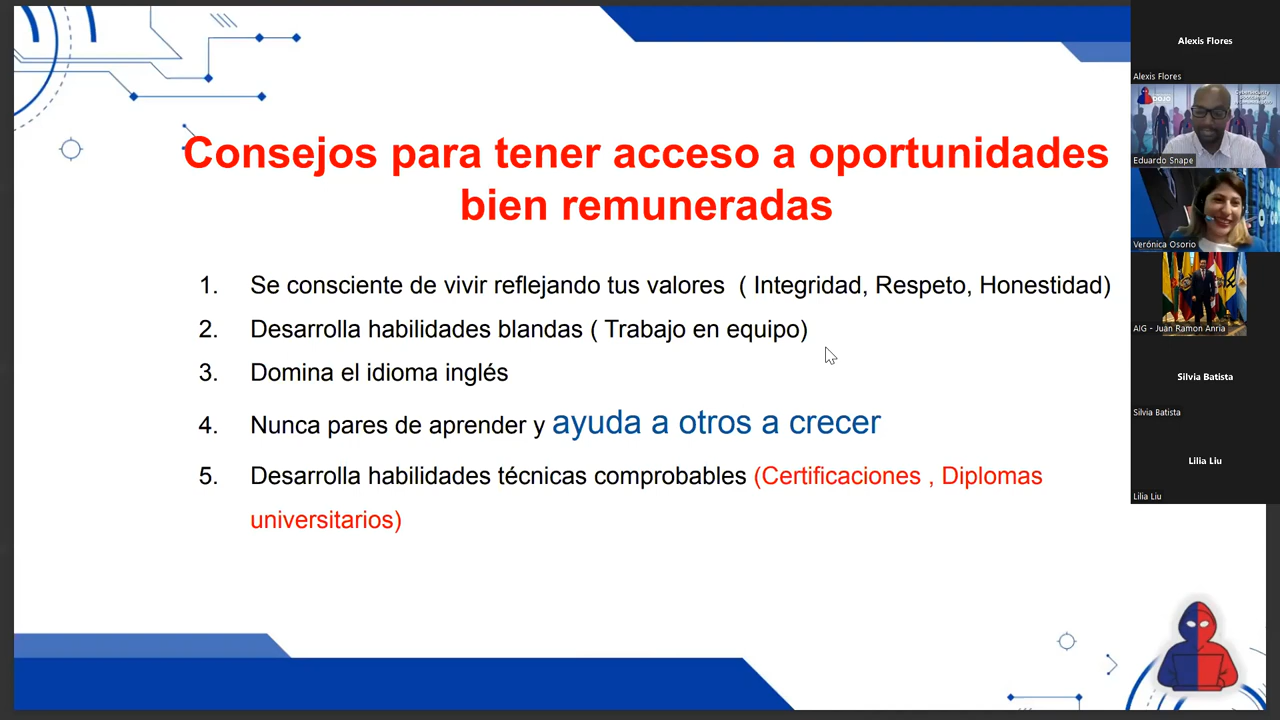 Consejos para tener acceso a oportunidades
bien remuneradas
1. Se consciente de vivir reflejando tus valores ( Integridad, Respeto, Honestidad)
2. Desarrolla habilidades blandas ( Trabajo en equipo)
3. Domina el idioma inglés
4. Nunca pares de aprender y ayuda a otros a crecer
5. Desarrolla habilidades técnicas comprobables (Certificaciones , Diplomas
universitarios)
Alexis Flores
Alexis Flores
DOJO
Eduardo Snape
Verónica Osorio
AIG - Juan Ramon Anria
Silvia Batista
Silvia Batista
Lilia Liu
Lilia Liu